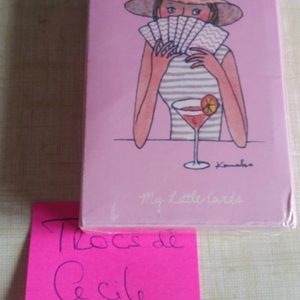 Kanako
My Little Cards
TROCS de
Cecile